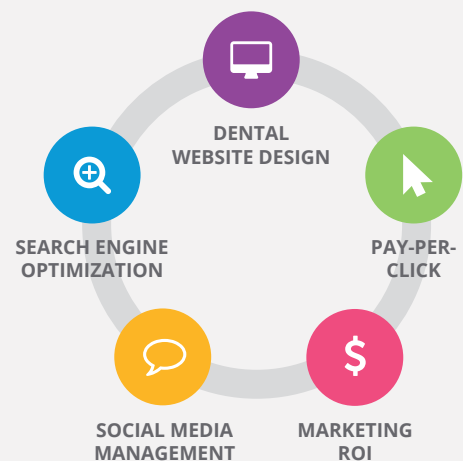 DENTAL
WEBSITE DESIGN
SEARCH ENGINE
OPTIMIZATION
PAY-PER-
CLICK
$
SOCIAL MEDIA
MANAGEMENT
MARKETING
ROI